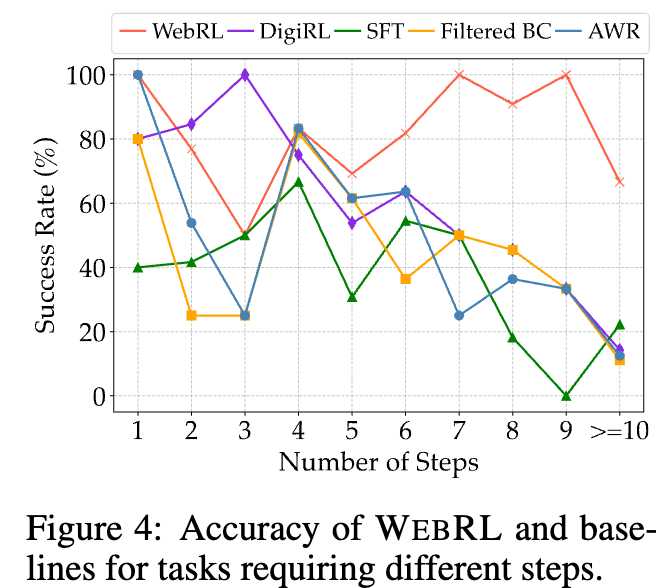 WebRL DigiRL SFT Filtered BC AWR
100
80
60
40
20
0
Success Rate (%)
1 2 3 4 5 6 7 8 9 >=10
Number of Steps
Figure 4: Accuracy of WEBRL and base-
lines for tasks requiring different steps.